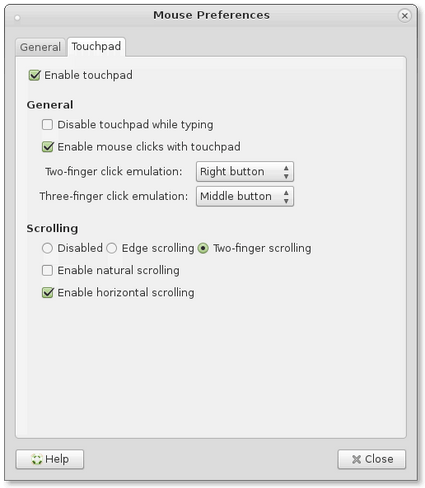 Mouse Preferences
General Touchpad
Enable touchpad
General
Disable touchpad while typing
Enable mouse clicks with touchpad
Two-finger click emulation: Right button
Three-finger click emulation: Middle button
Scrolling
Disabled Edge scrolling Two-finger scrolling
Enable natural scrolling
Enable horizontal scrolling
Help Close